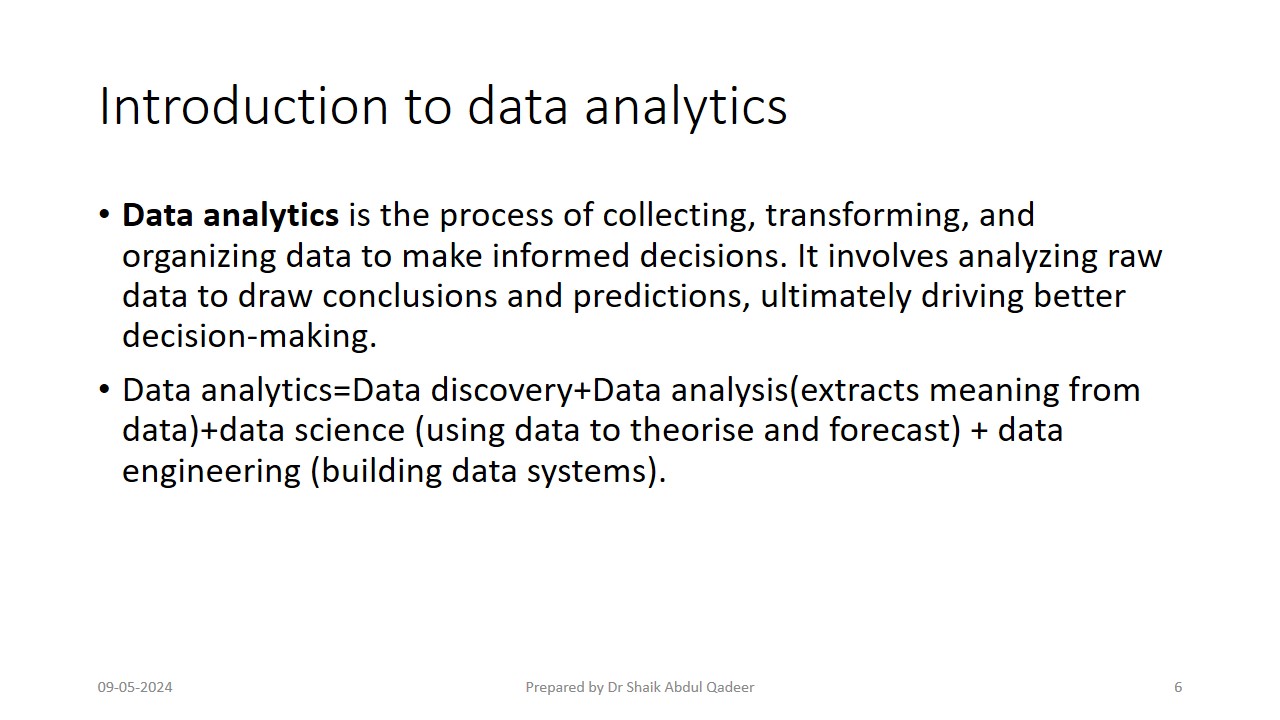 Introduction to data analytics
• Data analytics is the process of collecting, transforming, and
organizing data to make informed decisions. It involves analyzing raw
data to draw conclusions and predictions, ultimately driving better
decision-making.
• Data analytics=Data discovery+Data analysis(extracts meaning from
data)+data science (using data to theorise and forecast) + data
engineering (building data systems).
09-05-2024
Prepared by Dr Shaik Abdul Qadeer
6